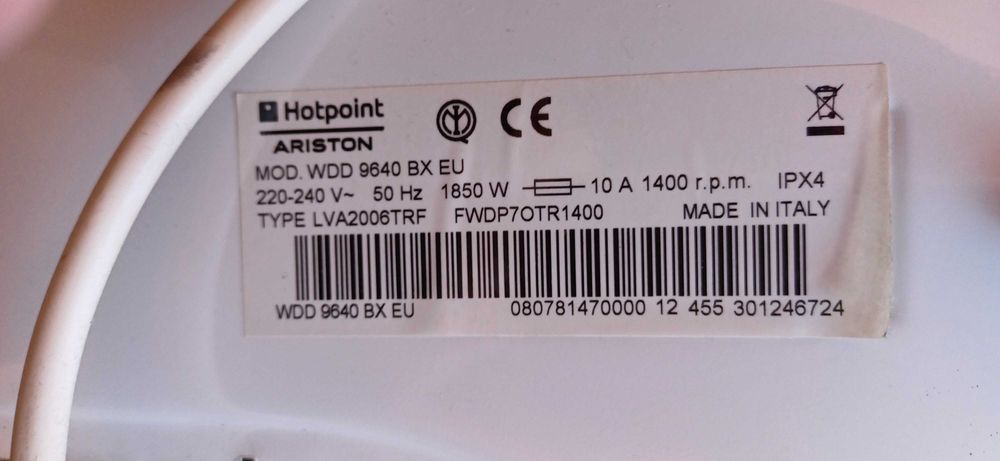 Hotpoint
ARISTON
CE
MOD. WDD 9640 BX EU
220-240 V~ 50 Hz 1850 W 10 A 1400 r.p.m. IPX4
TYPE LVA2006TRF FWDP7OTR1400 MADE IN ITALY
WDD 9640 BX EU 080781470000 12 455 301246724